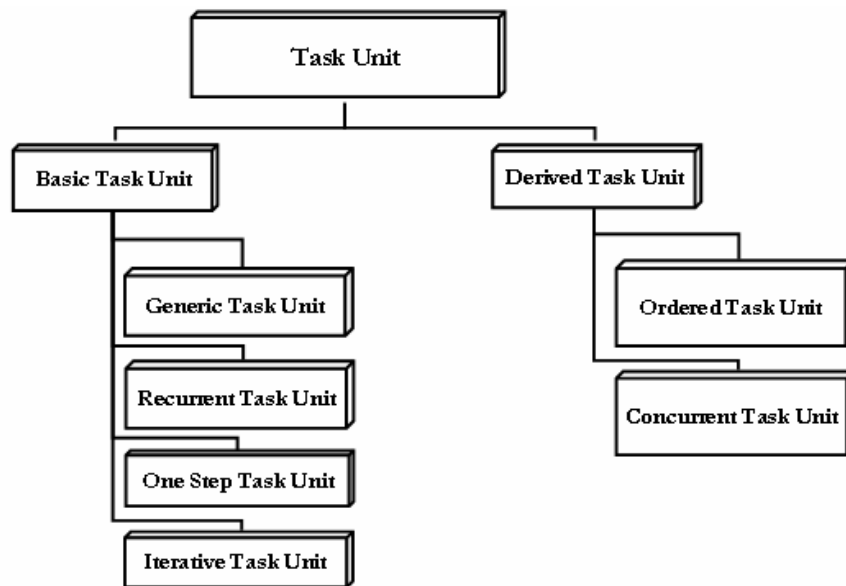 Task Unit
Basic Task Unit
Derived Task Unit
Generic Task Unit
Ordered Task Unit
Recurrent Task Unit
Concurrent Task Unit
One Step Task Unit
Iterative Task Unit